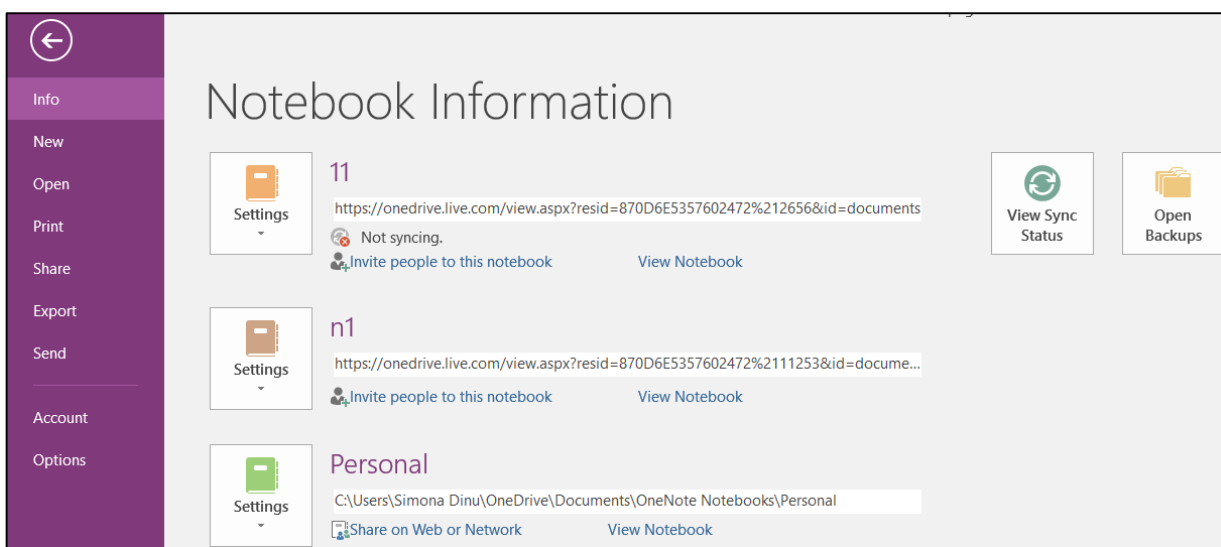 Info
New
Open
Print
Share
Export
Send
Account
Options
Notebook Information
Settings
11
https://onedrive.live.com/view.aspx?resid=870D6E5357602472%212656&id=documents
Not syncing.
Invite people to this notebook View Notebook
View Sync
Status
Open
Backups
Settings
n1
https://onedrive.live.com/view.aspx?resid=870D6E5357602472%2111253&id=docume...
Invite people to this notebook View Notebook
Settings
Personal
C:\Users\Simona Dinu\OneDrive\Documents\OneNote Notebooks\Personal
Share on Web or Network View Notebook